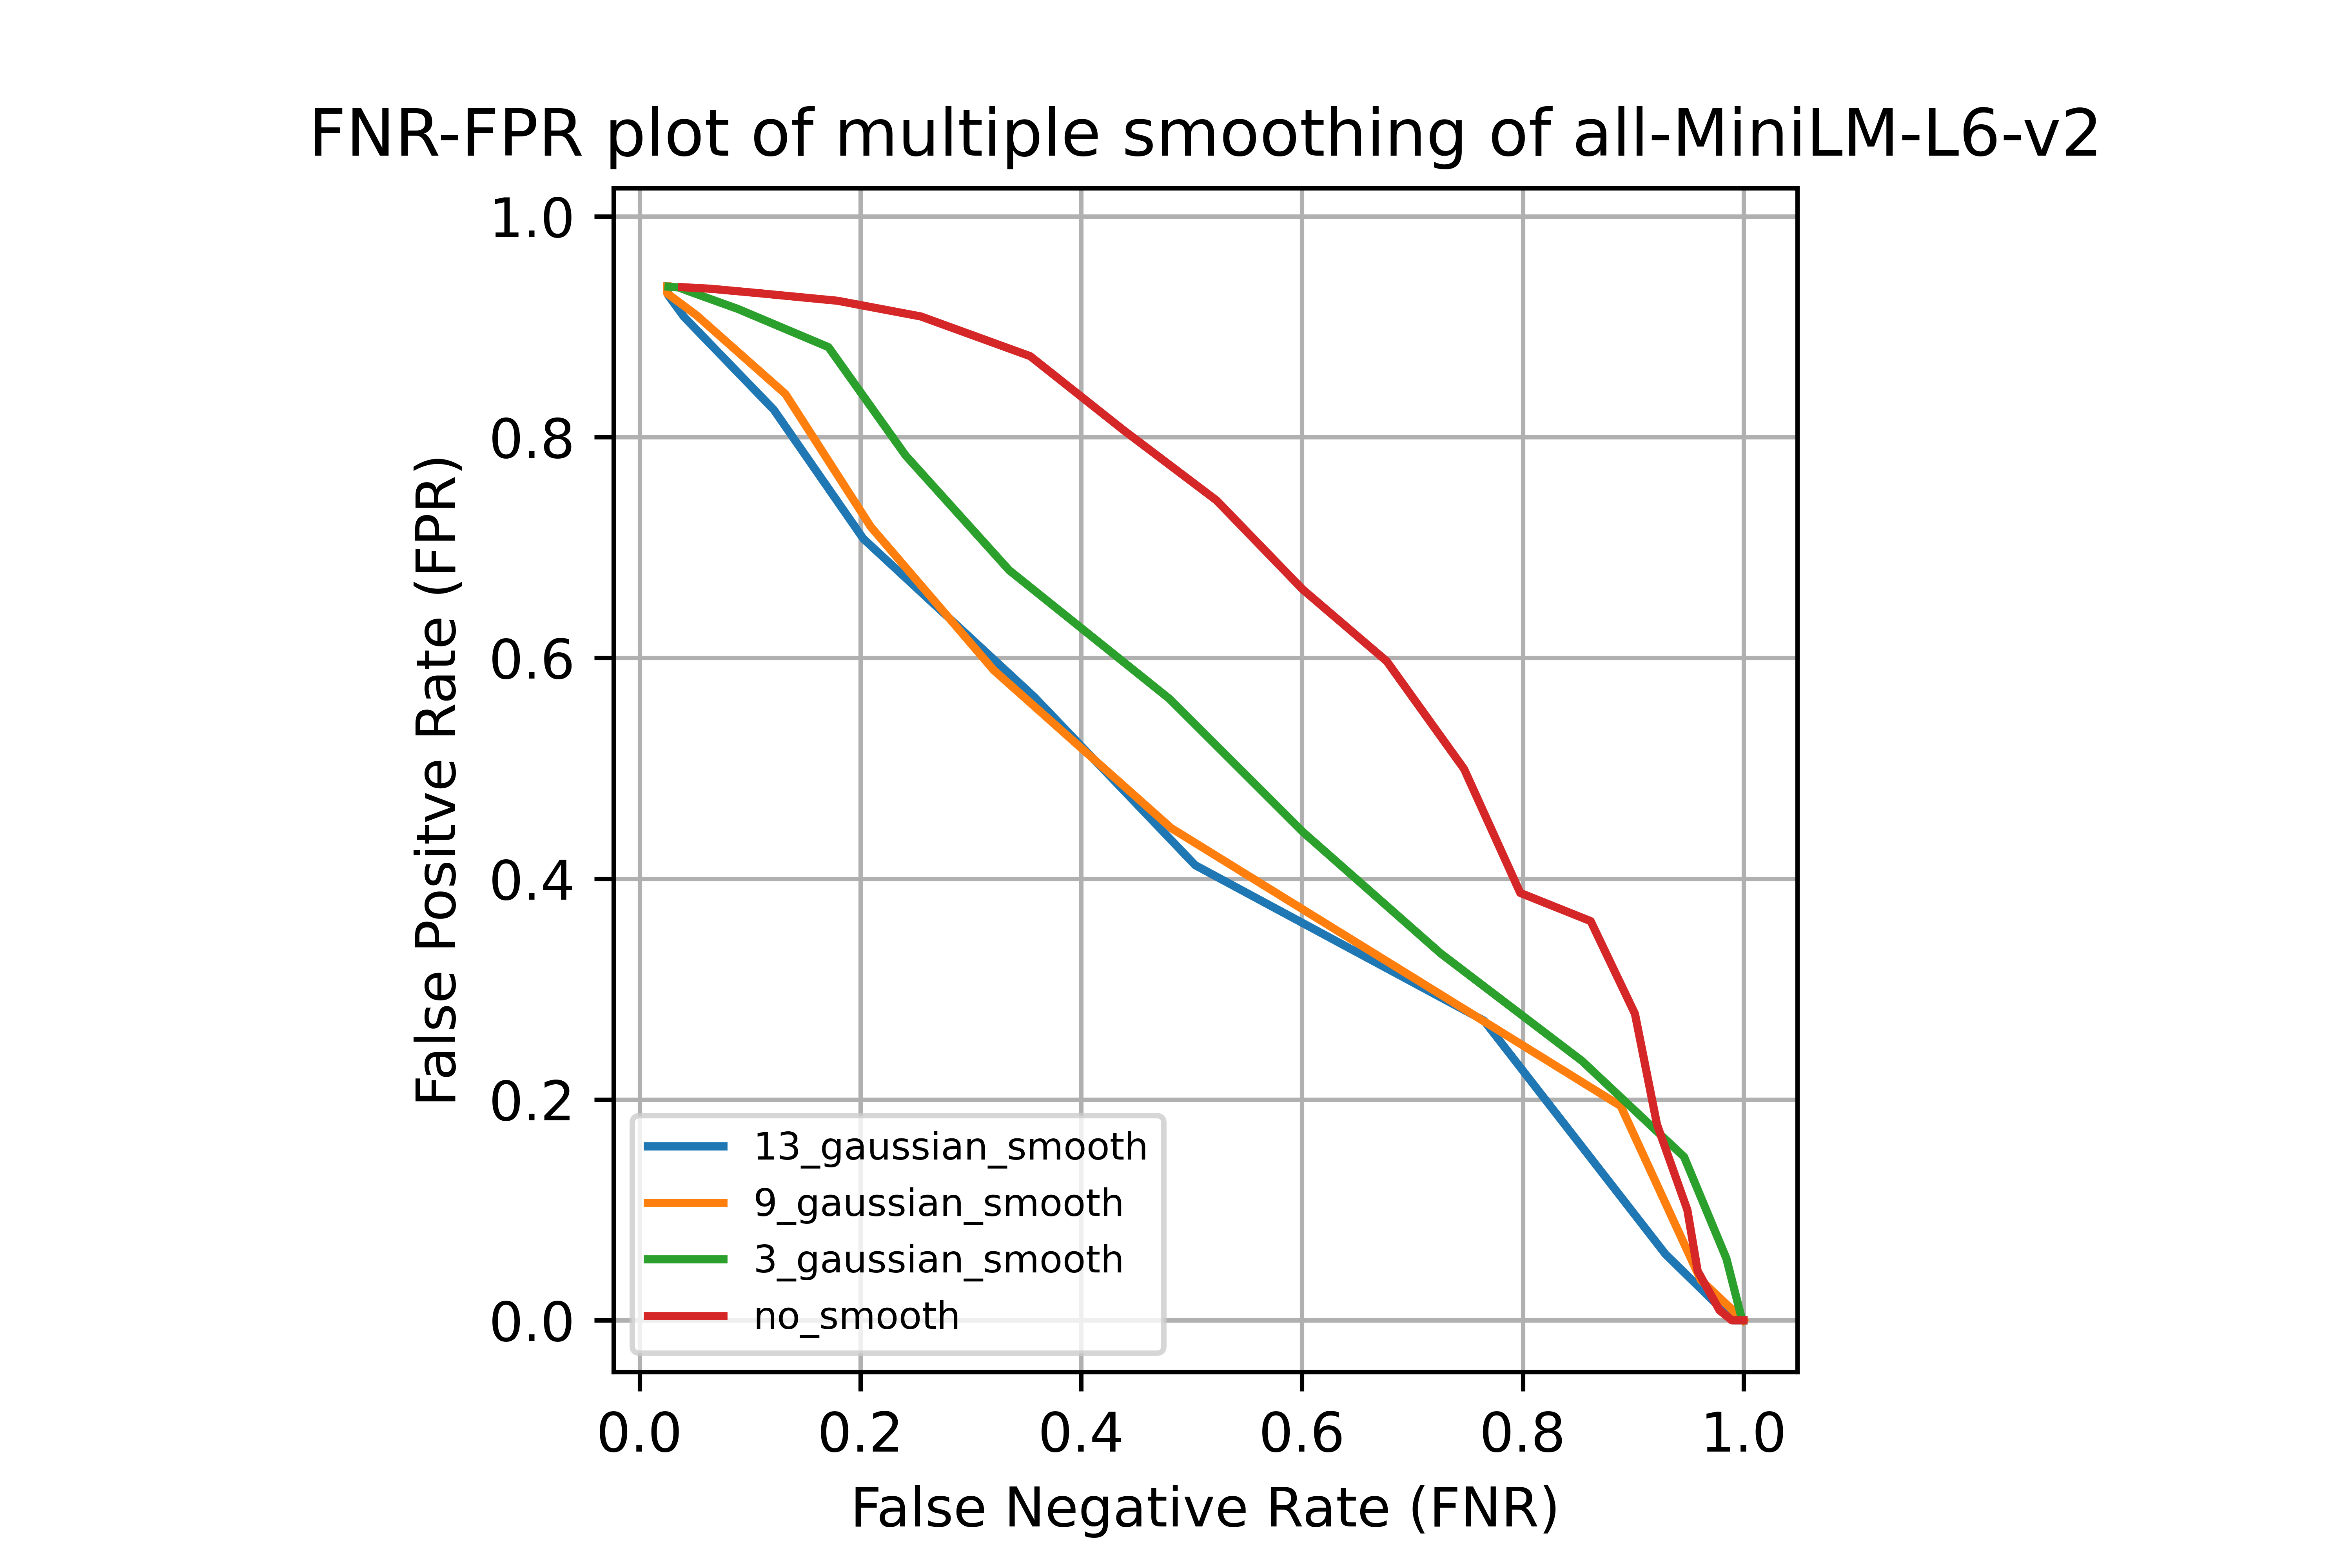 FNR-FPR plot of multiple smoothing of all-MiniLM-L6-v2
False Positve Rate (FPR)
1.0
0.8
0.6
0.4
0.2
0.0
13_gaussian_smooth
9_gaussian_smooth
3_gaussian_smooth
no_smooth
0.0 0.2 0.4 0.6 0.8 1.0
False Negative Rate (FNR)